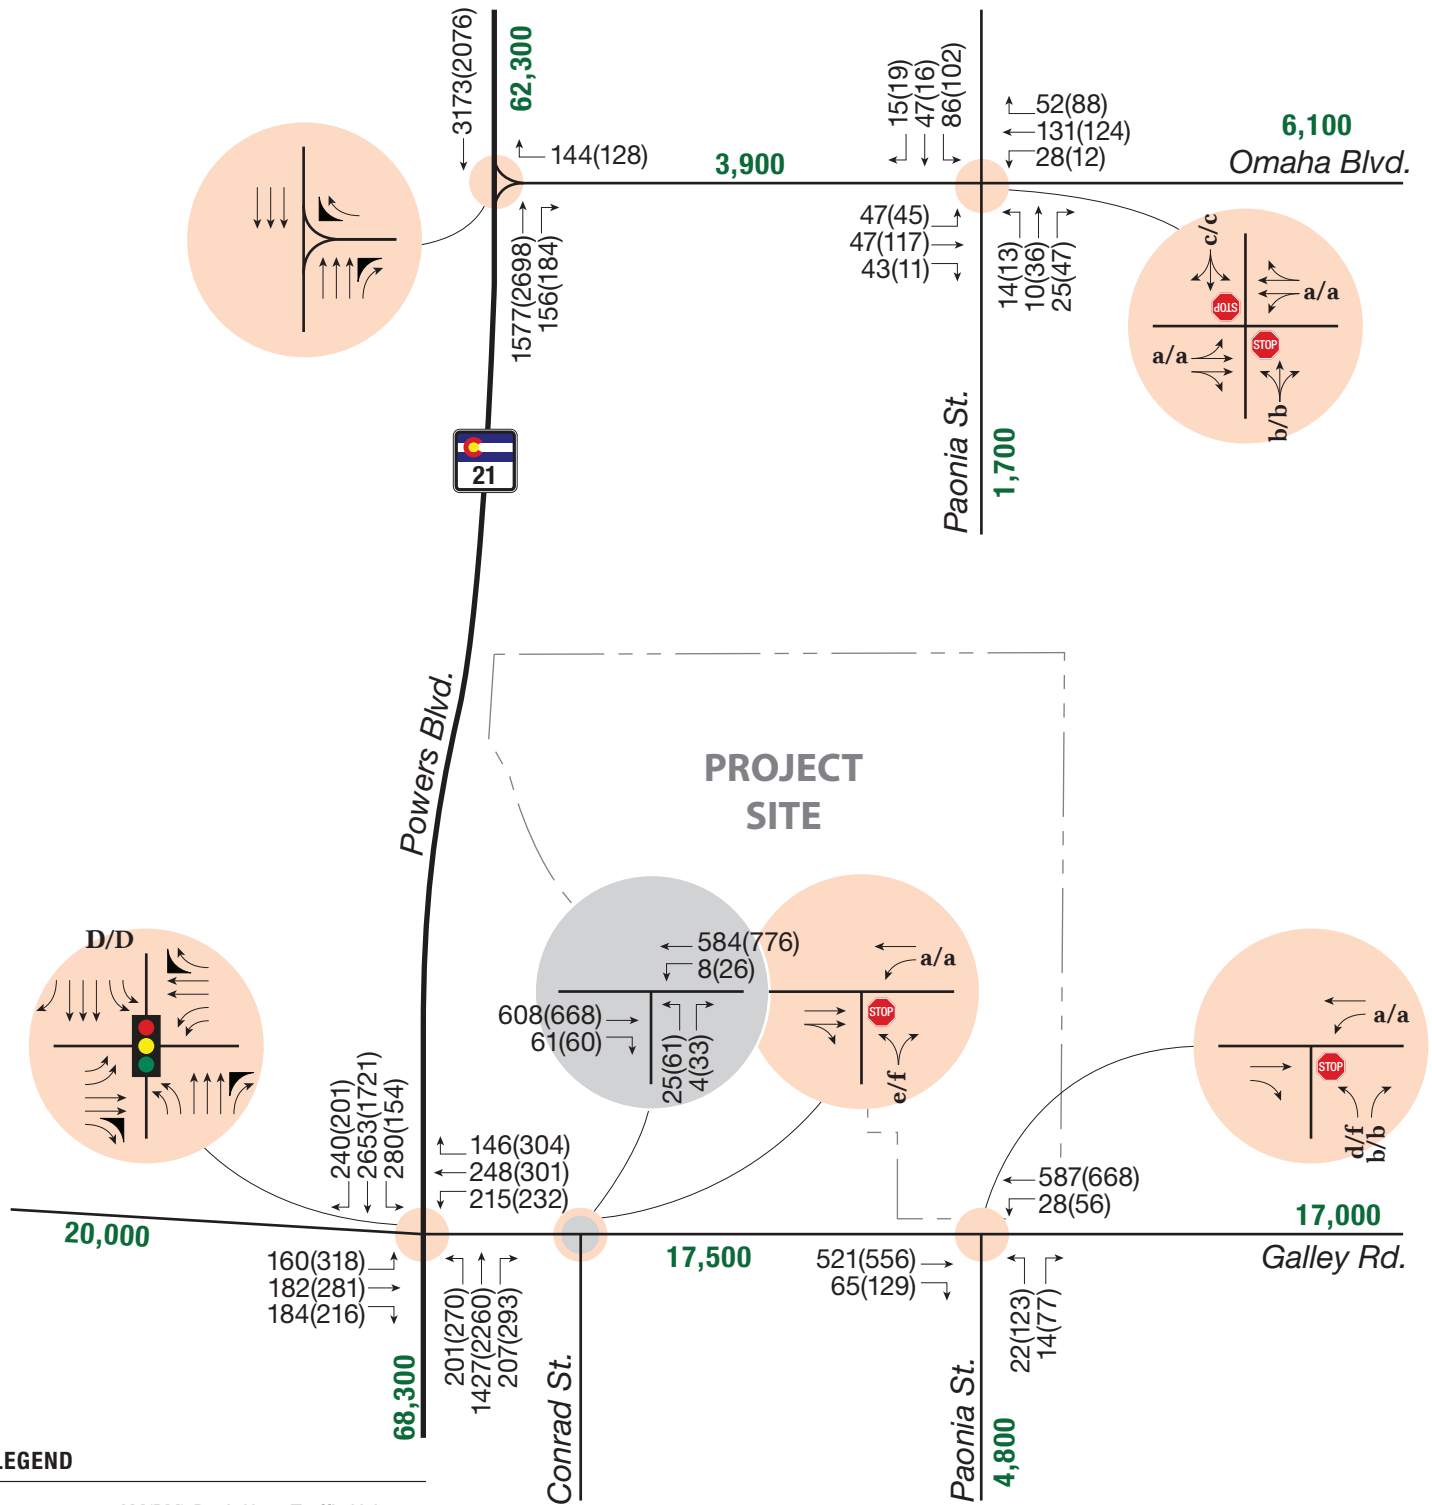 3173(2076)
62,300
144(128)
3,900
15(19)
47(16)
86(102)
52(88)
131(124)
28(12)
6,100
Omaha Blvd.
1577(2698)
156(184)
47(45)
47(117)
43(11)
14(13)
10(36)
25(47)
c/c
a/a
STOP
STOP
a/a
b/b
21
Paonia St.
1,700
Powers Blvd.
PROJECT
SITE
D/D
584(776)
8(26)
608(668)
61(60)
25(61)
4(33)
a/a
STOP
e/f
a/a
STOP
d/f
b/b
240(201)
2653(1721)
280(154)
146(304)
248(301)
215(232)
20,000
160(318)
182(281)
184(216)
201(270)
1427(2260)
207(293)
68,300
17,500
Conrad St.
587(668)
28(56)
521(556)
65(129)
22(123)
14(77)
17,000
Galley Rd.
Paonia St.
4,800
LEGEND